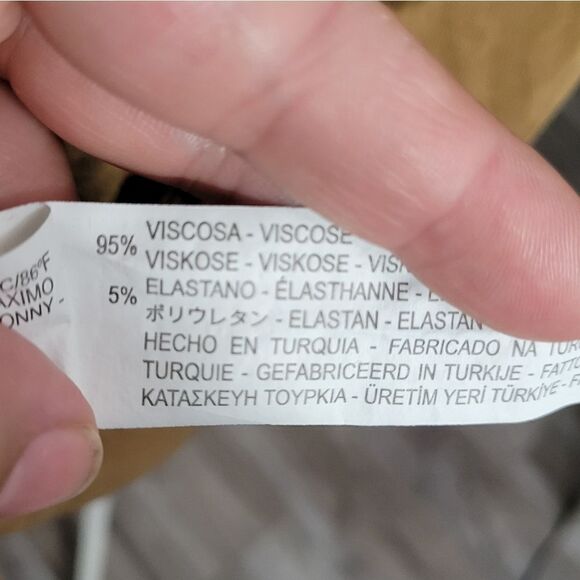 C/86°F
XIMO
ONNY -
95% VISCOSA - VISCOSE
VISKOSE - VISKOSE -
5% ELASTANO - ÉLASTHANNE -
ポリウレタン - ELASTAN - ELASTAN
HECHO EN TURQUIA - FABRICADO NA
TURQUIE - GEFABRICEERD IN TURKIJE -
ΚΑΤΑΣΚΕΥΗ ΤΟΥΡΚΙΑ - ÜRETİM YERİ TÜRKİYE -